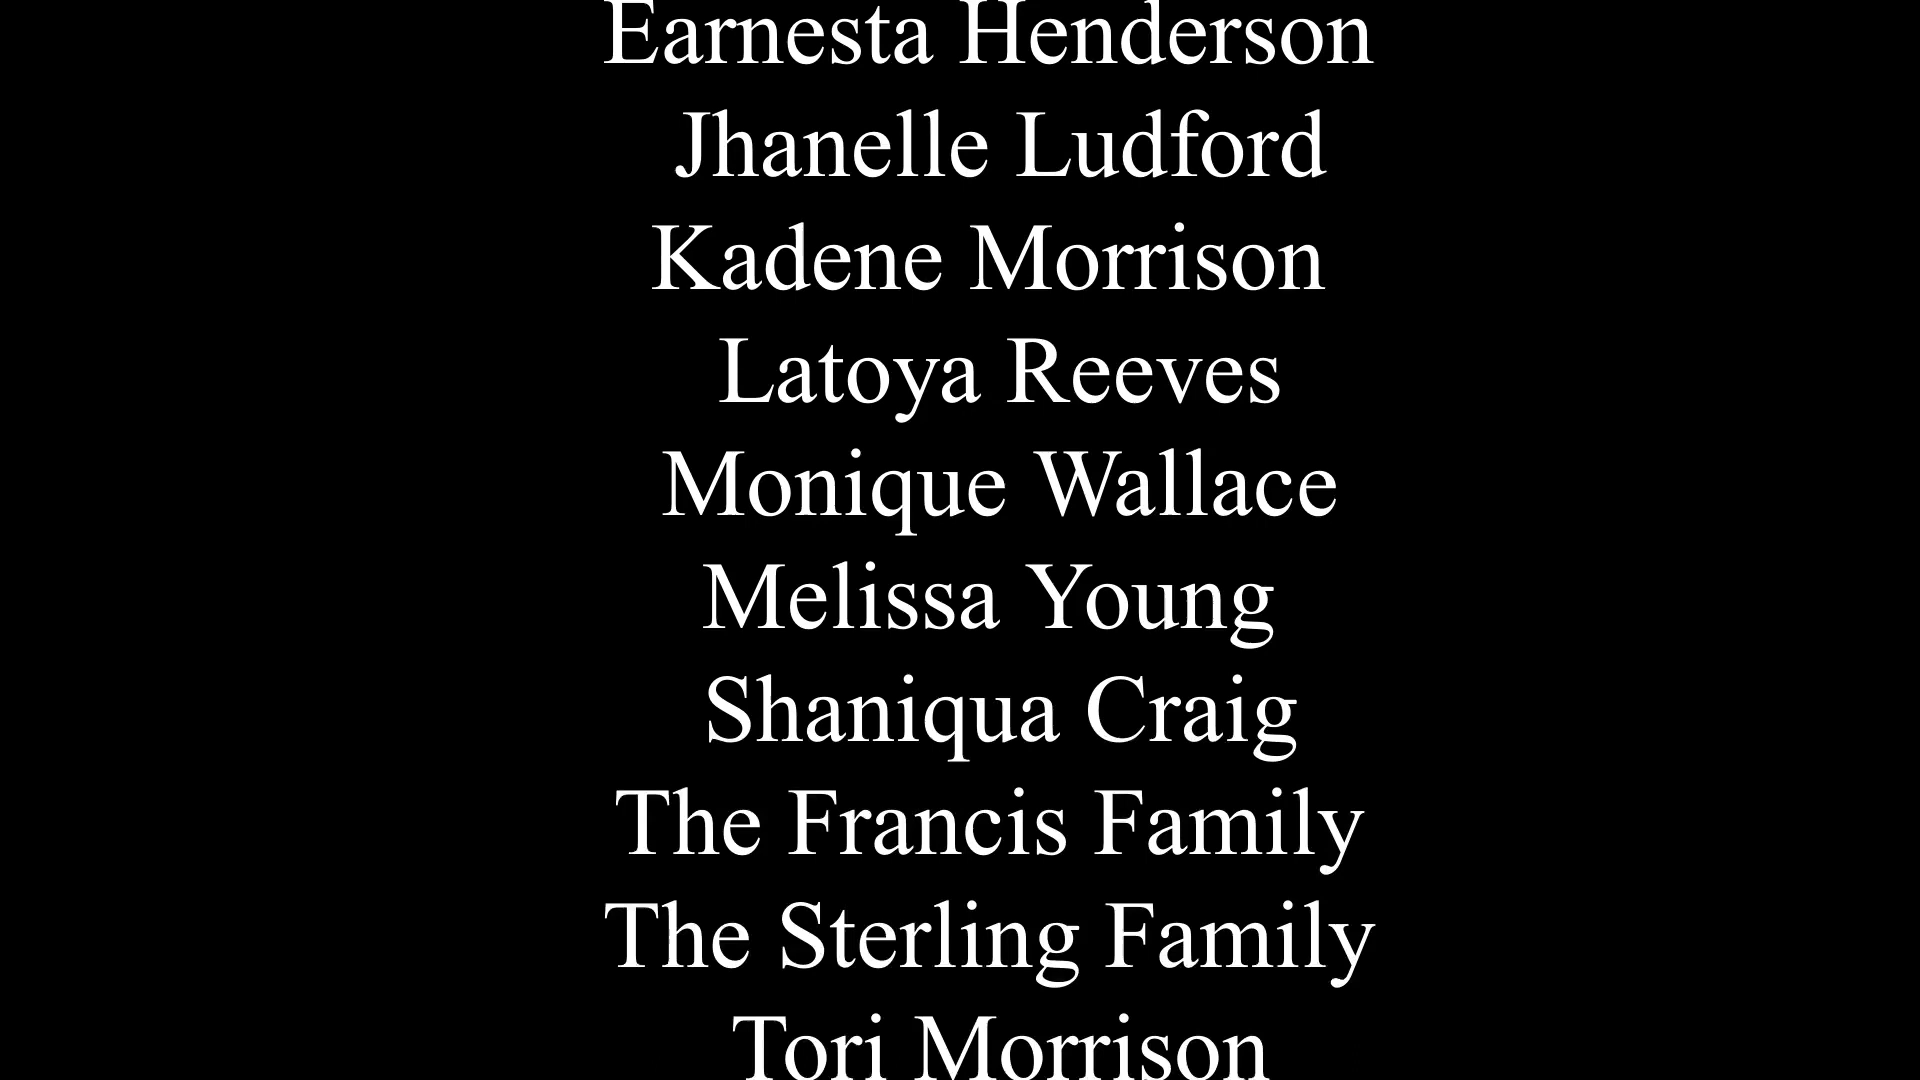 Earnesta Henderson
Jhanelle Ludford
Kadene Morrison
Latoya Reeves
Monique Wallace
Melissa Young
Shaniqua Craig
The Francis Family
The Sterling Family
Tori Morrison